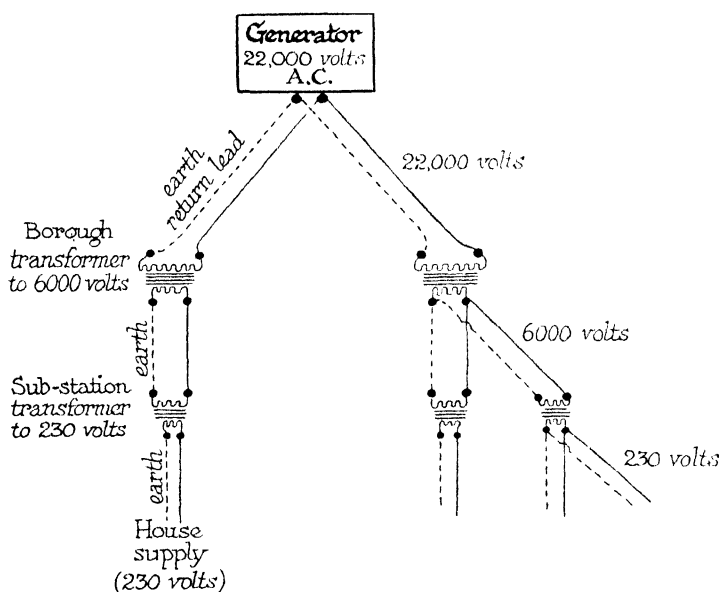 Generator
22,000 volts
A.C.
earth
return lead
22,000 volts
Borough
transformer
to 6000 volts
earth
6000 volts
Sub-station
transformer
to 230 volts
earth
230 volts
House
supply
(230 volts)